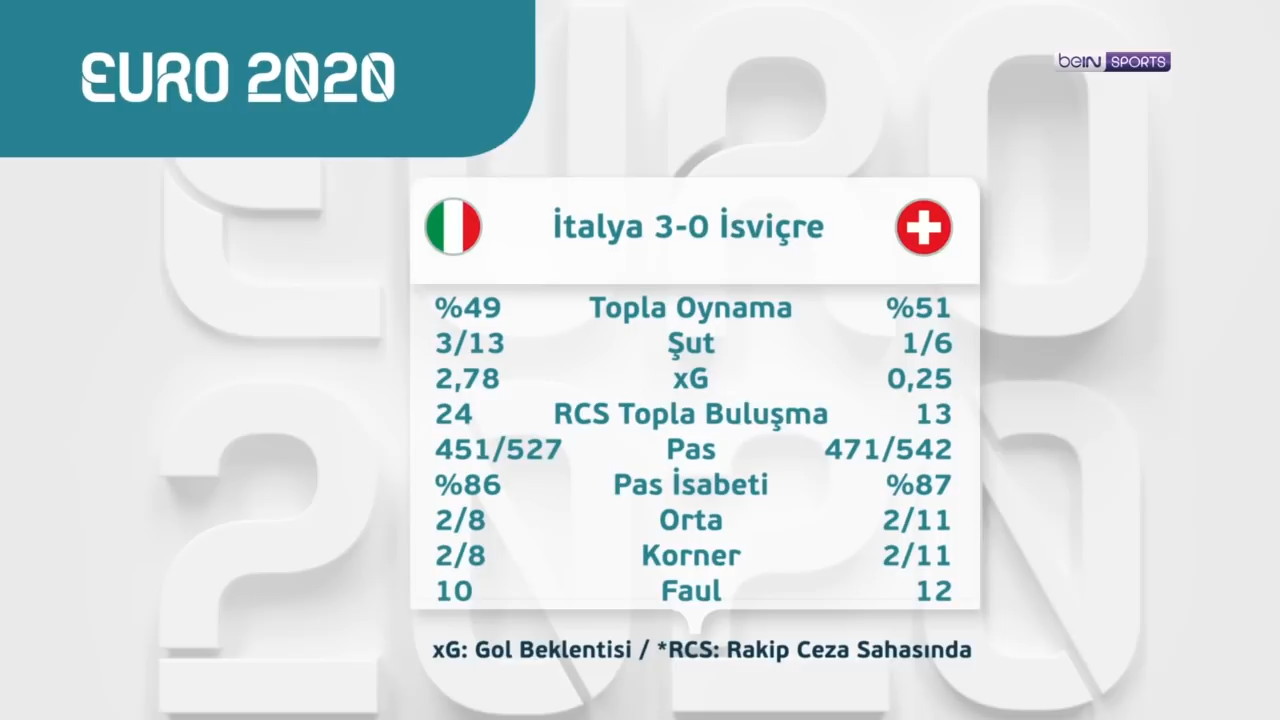 EURO 2020
beIN SPORTS
İtalya 3-0 İsviçre
%49 Topla Oynama %51
3/13 Şut 1/6
2,78 xG 0,25
24 RCS Topla Buluşma 13
451/527 Pas 471/542
%86 Pas İsabeti %87
2/8 Orta 2/11
2/8 Korner 2/11
10 Faul 12
xG: Gol Beklentisi / *RCS: Rakip Ceza Sahasında